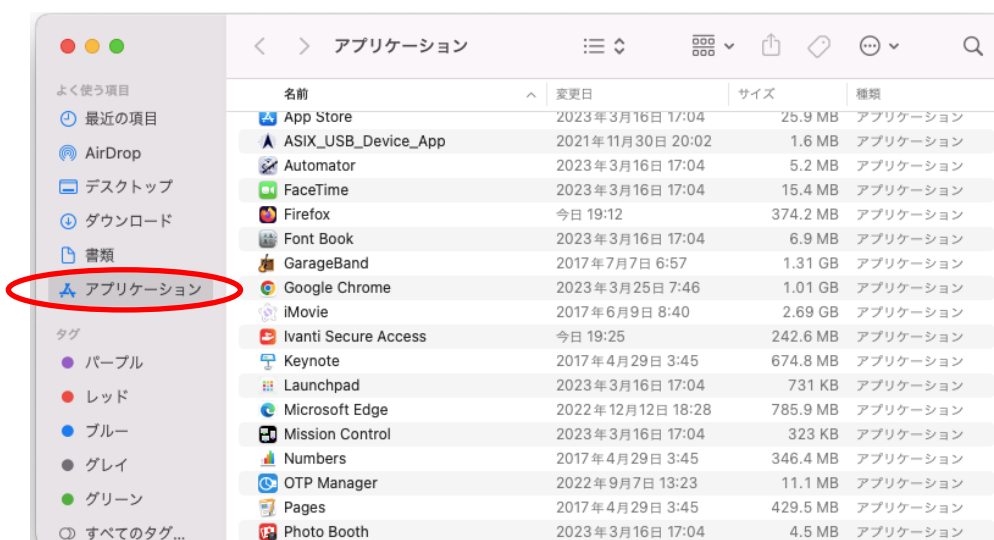 アプリケーション
よく使う項目
最近の項目
AirDrop
デスクトップ
ダウンロード
書類
アプリケーション
タグ
パープル
レッド
ブルー
グレイ
グリーン
すべてのタグ...
名前 変更日 サイズ 種類
App Store 2023年3月16日 17:04 25.9 MB アプリケーション
ASIX_USB_Device_App 2021年11月30日 20:02 1.6 MB アプリケーション
Automator 2023年3月16日 17:04 5.2 MB アプリケーション
FaceTime 2023年3月16日 17:04 15.4 MB アプリケーション
Firefox 今日 19:12 374.2 MB アプリケーション
Font Book 2023年3月16日 17:04 6.9 MB アプリケーション
GarageBand 2017年7月7日 6:57 1.31 GB アプリケーション
Google Chrome 2023年3月25日 7:46 1.01 GB アプリケーション
iMovie 2017年6月9日 8:40 2.69 GB アプリケーション
Ivanti Secure Access 今日 19:25 242.6 MB アプリケーション
Keynote 2017年4月29日 3:45 674.8 MB アプリケーション
Launchpad 2023年3月16日 17:04 731 KB アプリケーション
Microsoft Edge 2022年12月12日 18:28 785.9 MB アプリケーション
Mission Control 2023年3月16日 17:04 323 KB アプリケーション
Numbers 2017年4月29日 3:45 346.4 MB アプリケーション
OTP Manager 2022年9月7日 13:23 11.1 MB アプリケーション
Pages 2017年4月29日 3:45 429.5 MB アプリケーション
Photo Booth 2023年3月16日 17:04 4.5 MB アプリケーション